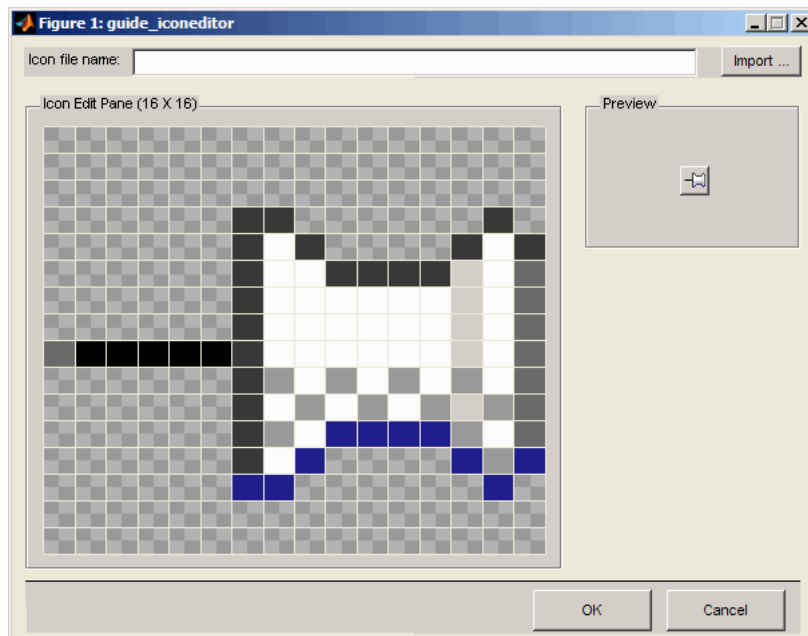 Figure 1: guide_iconeditor
Icon file name:
Import ...
Icon Edit Pane (16 X 16)
Preview
OK
Cancel